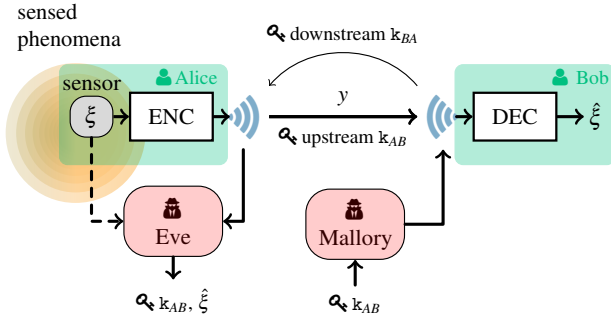 sensed
phenomena
downstream k_BA
sensor
Alice
Bob
ξ
ENC
y
DEC
ξ̂
upstream k_AB
Eve
Mallory
k_AB, ξ̂
k_AB